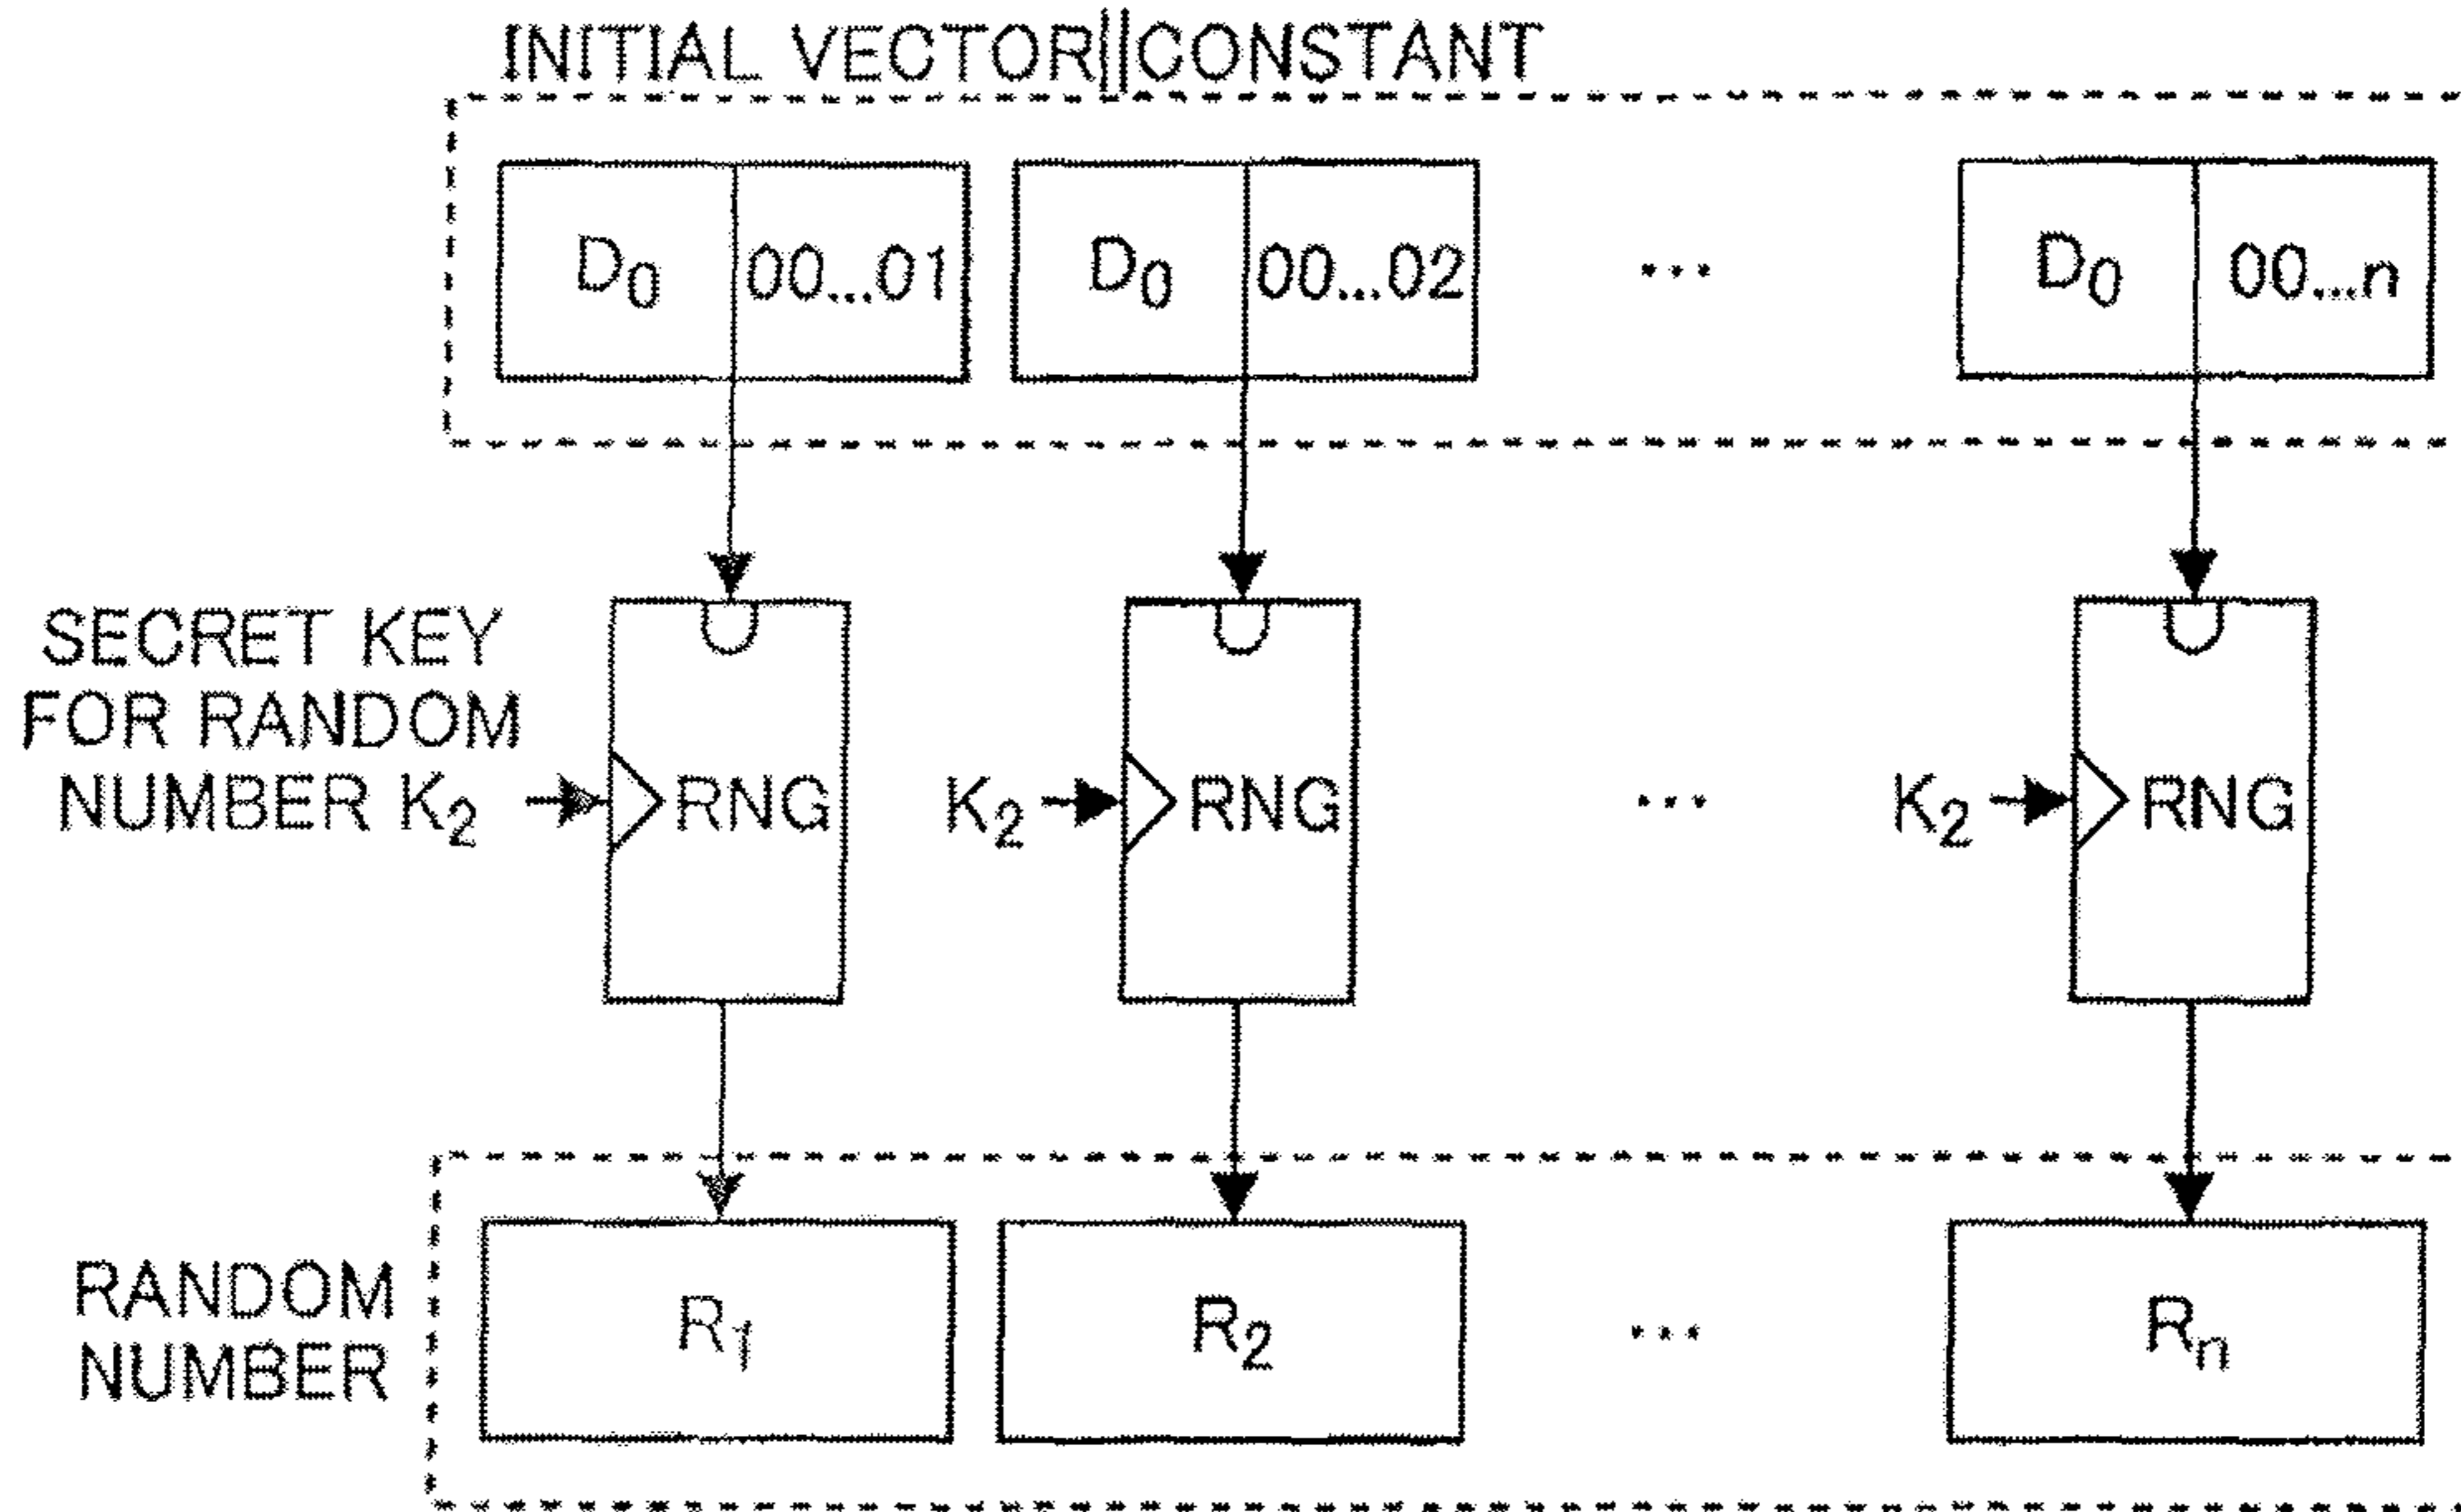 INITIAL VECTOR||CONSTANT
D₀ 00...01 D₀ 00...02 ... D₀ 00...n
SECRET KEY
FOR RANDOM
NUMBER K₂ RNG K₂ RNG ... K₂ RNG
RANDOM
NUMBER
R₁ R₂ ... Rₙ